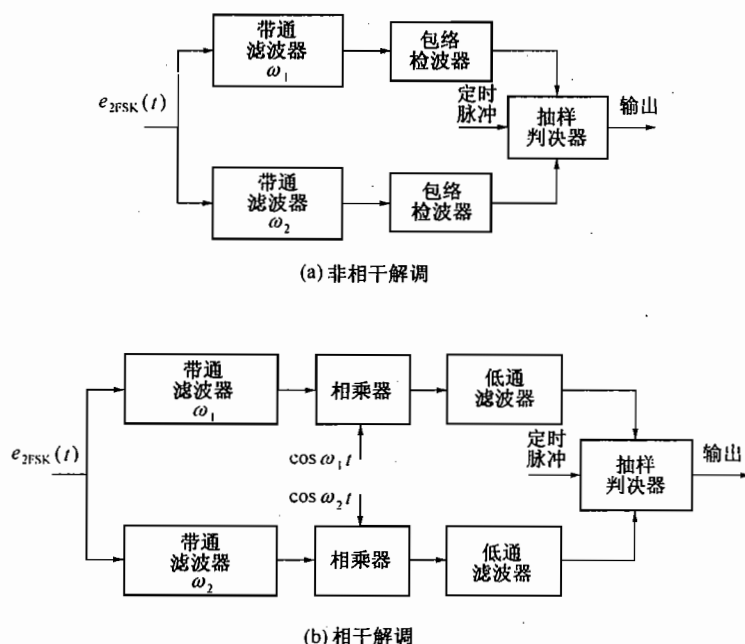 带通
滤波器
ω₁
包络
检波器
e₂FSK(t)
定时
脉冲
抽样
判决器
输出
带通
滤波器
ω₂
包络
检波器
(a) 非相干解调
带通
滤波器
ω₁
相乘器
低通
滤波器
e₂FSK(t)
cos ω₁t
定时
脉冲
抽样
判决器
输出
cos ω₂t
带通
滤波器
ω₂
相乘器
低通
滤波器
(b) 相干解调